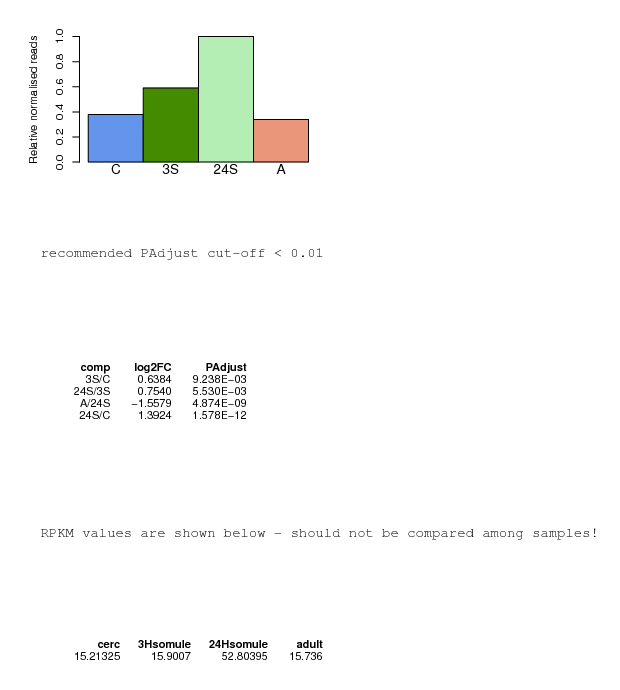 Relative normalised reads
1.0
0.8
0.6
0.4
0.2
0.0
C 3S 24S A
recommended PAdjust cut-off < 0.01
comp log2FC PAdjust
3S/C 0.6384 9.238E-03
24S/3S 0.7540 5.530E-03
A/24S -1.5579 4.874E-09
24S/C 1.3924 1.578E-12
RPKM values are shown below - should not be compared among samples!
cerc 3Hsomule 24Hsomule adult
15.21325 15.9007 52.80395 15.736